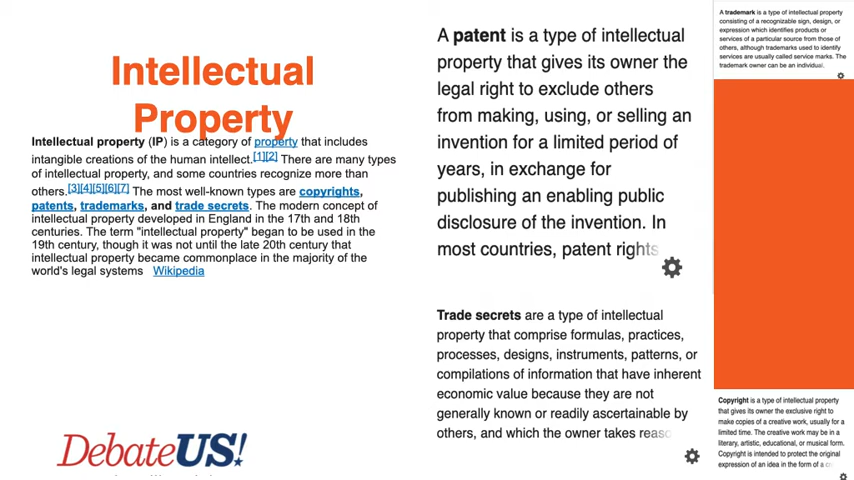 Intellectual
Property
Intellectual property (IP) is a category of property that includes
intangible creations of the human intellect.[1][2] There are many types
of intellectual property, and some countries recognize more than
others.[3][4][5][6][7] The most well-known types are copyrights,
patents, trademarks, and trade secrets. The modern concept of
intellectual property developed in England in the 17th and 18th
centuries. The term "intellectual property" began to be used in the
19th century, though it was not until the late 20th century that
intellectual property became commonplace in the majority of the
world's legal systems Wikipedia
DebateUS!
A patent is a type of intellectual
property that gives its owner the
legal right to exclude others
from making, using, or selling an
invention for a limited period of
years, in exchange for
publishing an enabling public
disclosure of the invention. In
most countries, patent rights
Trade secrets are a type of intellectual
property that comprise formulas, practices,
processes, designs, instruments, patterns, or
compilations of information that have inherent
economic value because they are not
generally known or readily ascertainable by
others, and which the owner takes
A trademark is a type of intellectual property
consisting of a recognizable sign, design, or
expression which identifies products or
services of a particular source from those of
others, although trademarks used to identify
services are usually called service marks. The
trademark owner can be an individual.
Copyright is a type of intellectual property
that gives its owner the exclusive right to
make copies of a creative work, usually for a
limited time. The creative work may be in a
literary, artistic, educational, or musical form.
Copyright is intended to protect the original
expression of an idea in the form of a